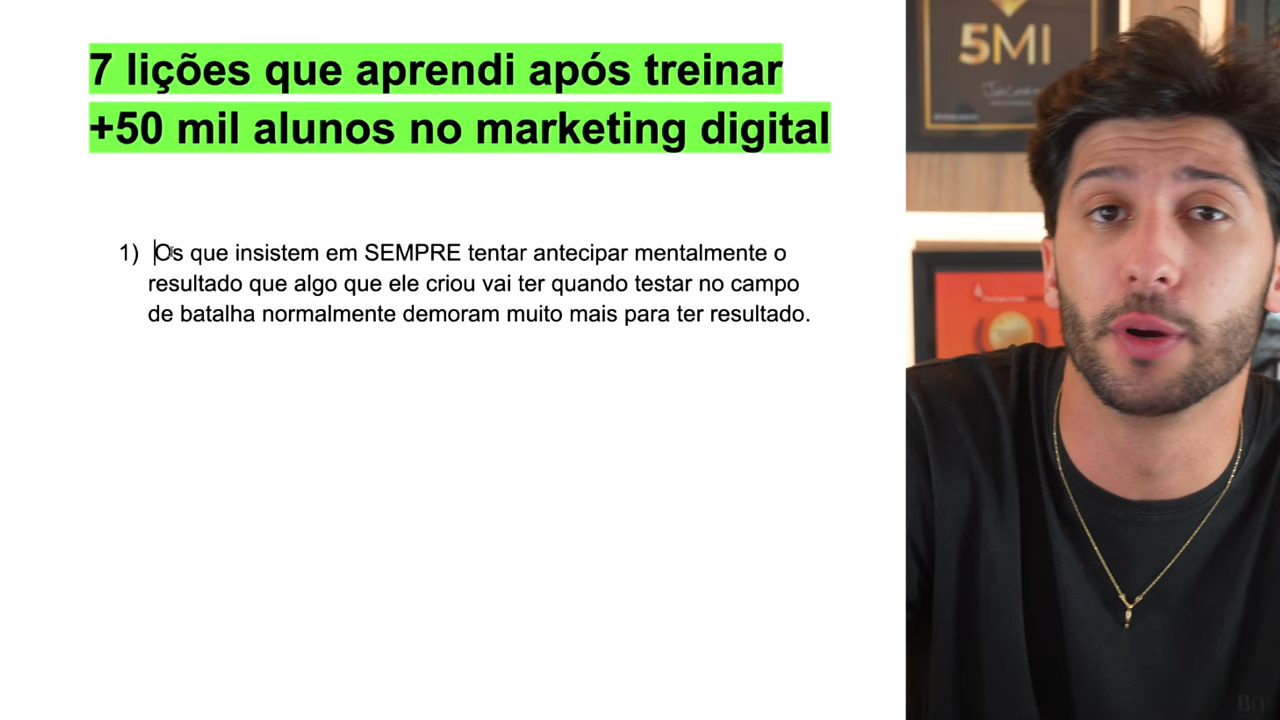 7 lições que aprendi após treinar
+50 mil alunos no marketing digital
1) Os que insistem em SEMPRE tentar antecipar mentalmente o
resultado que algo que ele criou vai ter quando testar no campo
de batalha normalmente demoram muito mais para ter resultado.
5MI
BO